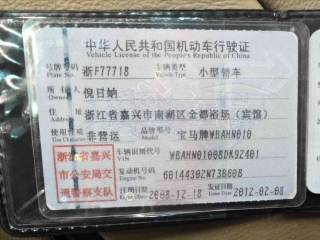 中华人民共和国机动车行驶证
Vehicle License of the People's Republic of China
号牌号码 浙F77718 车辆类型 小型轿车
Plate No. Vehicle Type
所有人 倪日妠
Owner
住址 浙江省嘉兴市南湖区金都浴场(宾馆)
Address
使用性质 非营运 品牌型号 宝马牌WBAHN010
Use Character Model
浙江省嘉
兴市公安局交
通警察支队
车辆识别代号 WBAHN01008DK92401
VIN
发动机号码 6014430ZN73B60B
Engine No.
注册日期 2008-12-18 发证日期 2012-02-08
Register Date Issue Date